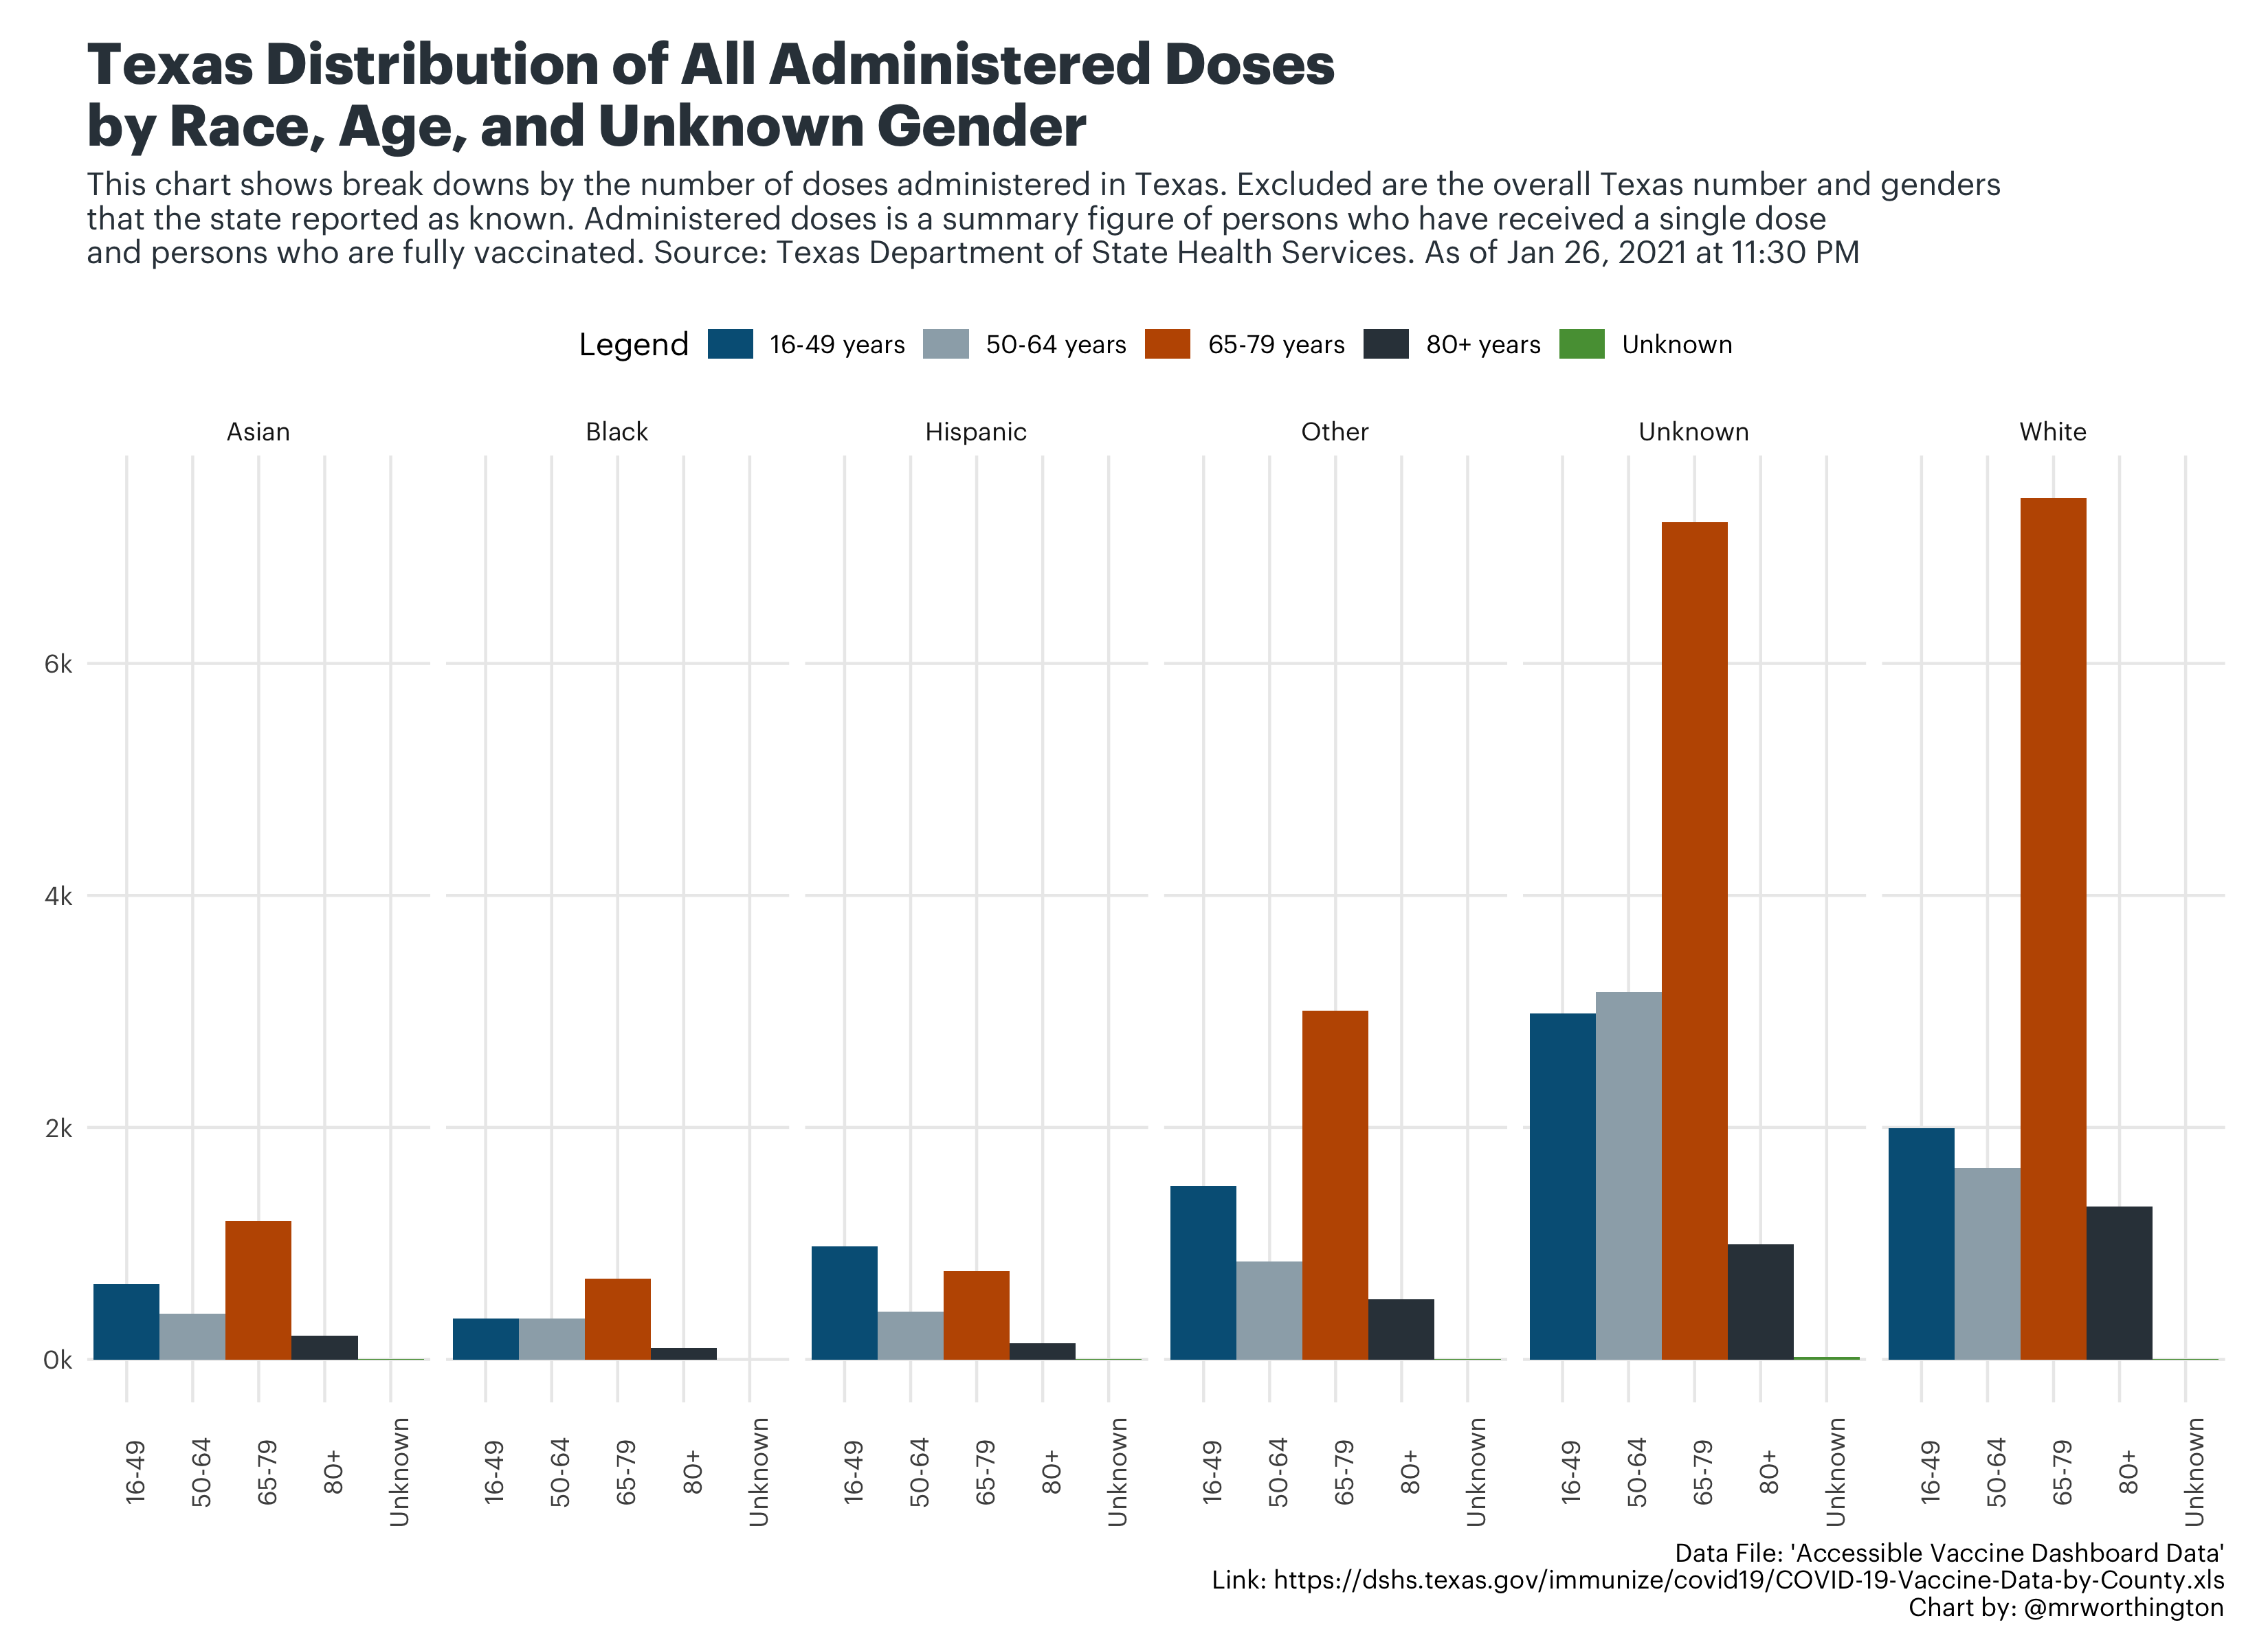 Texas Distribution of All Administered Doses
by Race, Age, and Unknown Gender
This chart shows break downs by the number of doses administered in Texas. Excluded are the overall Texas number and genders
that the state reported as known. Administered doses is a summary figure of persons who have received a single dose
and persons who are fully vaccinated. Source: Texas Department of State Health Services. As of Jan 26, 2021 at 11:30 PM
Legend 16-49 years 50-64 years 65-79 years 80+ years Unknown
Asian Black Hispanic Other Unknown White
6k
4k
2k
0k
16-49 50-64 65-79 80+ Unknown 16-49 50-64 65-79 80+ Unknown 16-49 50-64 65-79 80+ Unknown 16-49 50-64 65-79 80+ Unknown 16-49 50-64 65-79 80+ Unknown 16-49 50-64 65-79 80+ Unknown
Data File: 'Accessible Vaccine Dashboard Data'
Link: https://dshs.texas.gov/immunize/covid19/COVID-19-Vaccine-Data-by-County.xls
Chart by: @mrworthington